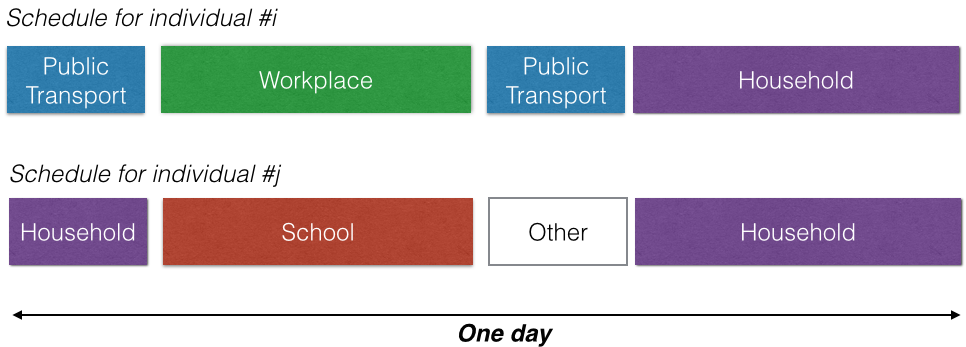 Schedule for individual #i
Public
Transport
Workplace
Public
Transport
Household
Schedule for individual #j
Household
School
Other
Household
One day